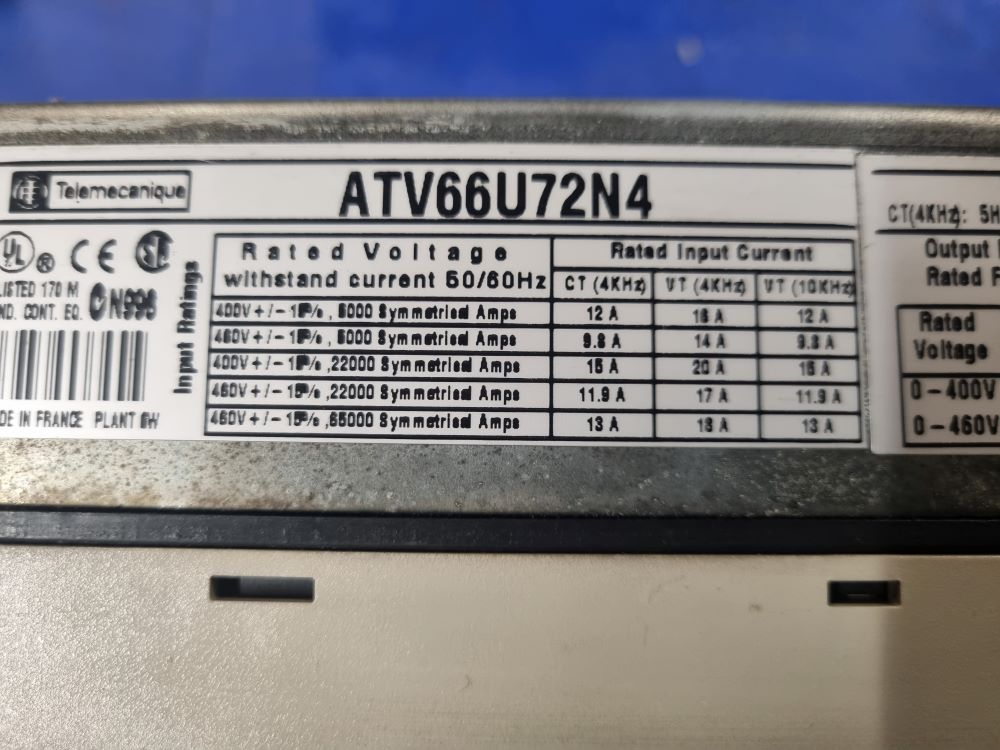 Telemecanique
ATV66U72N4
UL ® CE SA
LISTED 170 M
IND. CONT. EQ. N998
MADE IN FRANCE PLANT 6W
Input Ratings
Rated Voltage
withstand current 50/60Hz
Rated Input Current
CT (4KHz) VT (4KHz) VT (10KHz)
400V +/- 15% , 5000 Symmetrical Amps 12 A 16 A 12 A
460V +/- 15% , 5000 Symmetrical Amps 9.8 A 14 A 9.8 A
400V +/- 15% ,22000 Symmetrical Amps 15 A 20 A 15 A
460V +/- 15% ,22000 Symmetrical Amps 11.9 A 17 A 11.9 A
460V +/- 15% ,65000 Symmetrical Amps 13 A 18 A 13 A
CT(4KHz): 5H
Output
Rated
Rated
Voltage
0-400V
0-460V